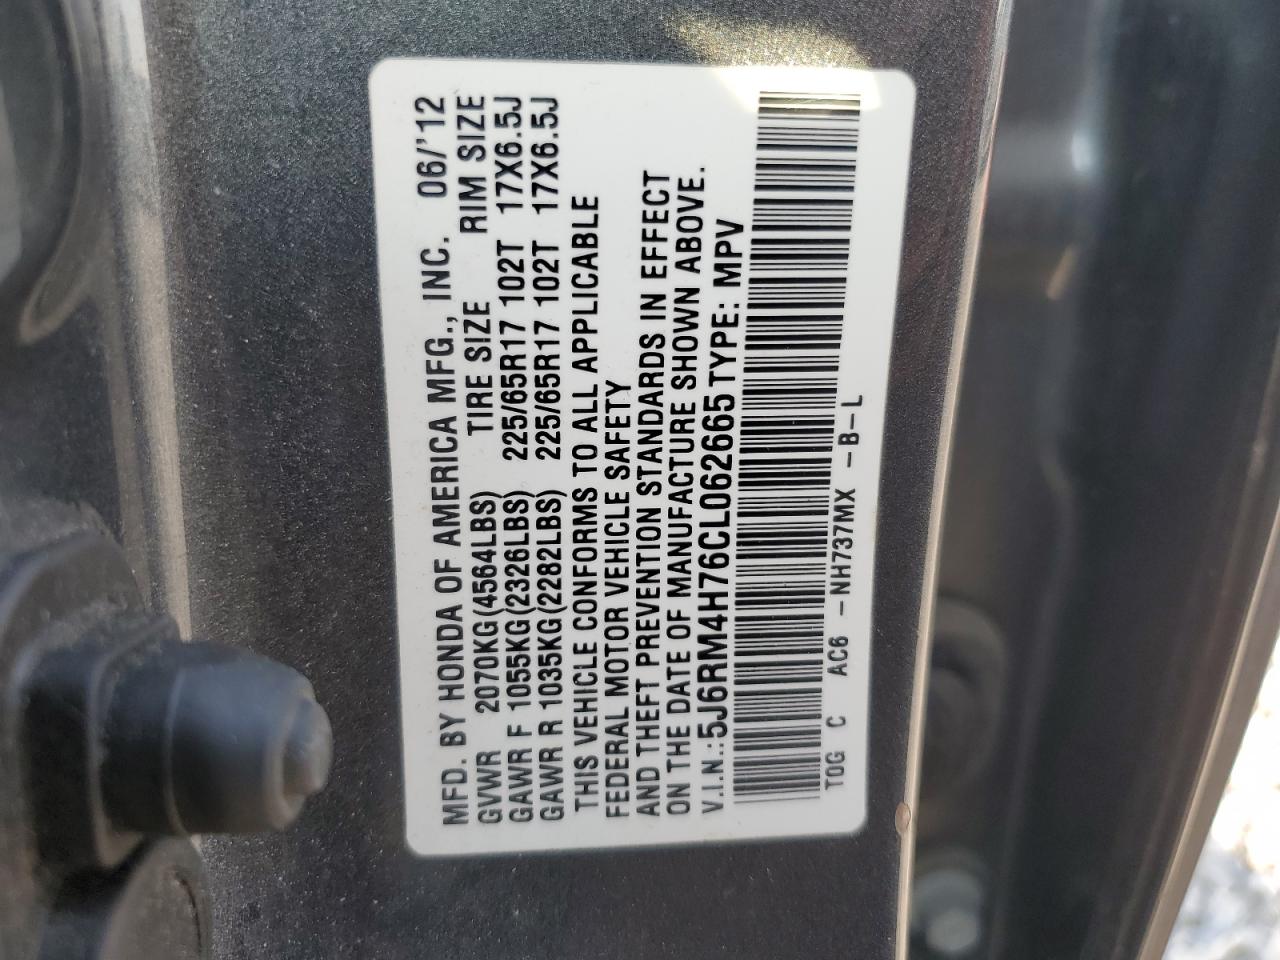 MFD. BY HONDA OF AMERICA MFG., INC. 06/'12
GVWR 2070KG(4564LBS) TIRE SIZE RIM SIZE
GAWR F 1055KG(2326LBS) 225/65R17 102T 17X6.5J
GAWR R 1035KG(2282LBS) 225/65R17 102T 17X6.5J
THIS VEHICLE CONFORMS TO ALL APPLICABLE
FEDERAL MOTOR VEHICLE SAFETY
AND THEFT PREVENTION STANDARDS IN EFFECT
ON THE DATE OF MANUFACTURE SHOWN ABOVE.
V.I.N.:5J6RM4H76CL062665 TYPE: MPV
T0G C AC6 -NH737MX -B-L